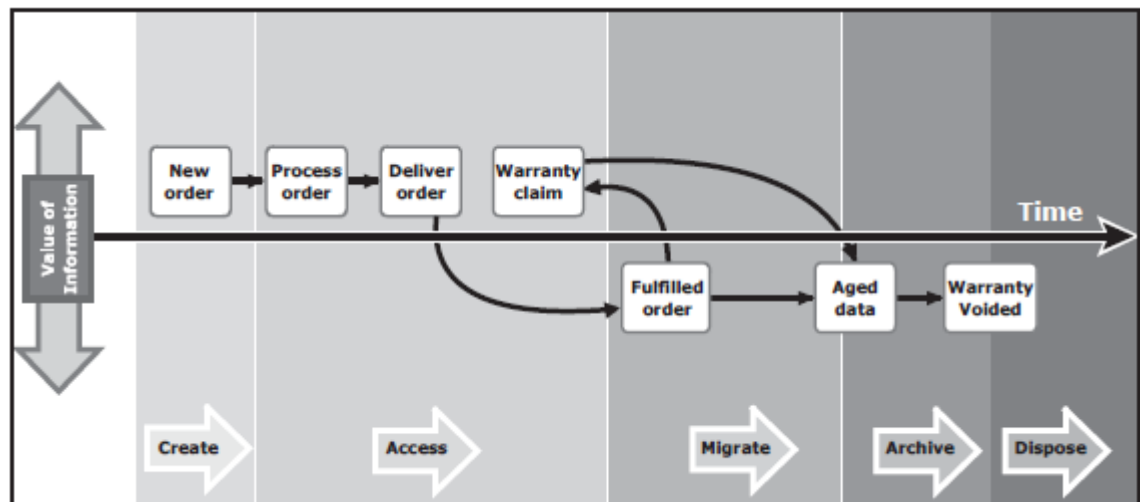 New
order
Process
order
Deliver
order
Warranty
claim
Time
Value of
Information
Fulfilled
order
Aged
data
Warranty
Voided
Create
Access
Migrate
Archive
Dispose